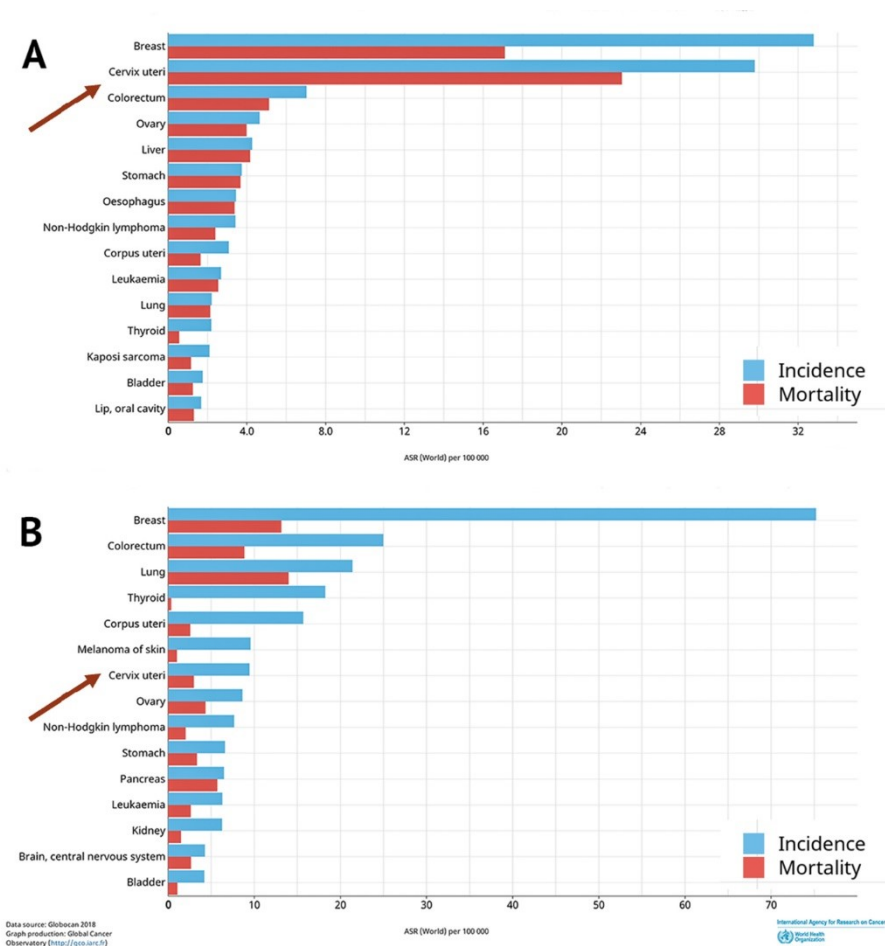 A
Breast
Cervix uteri
Colorectum
Ovary
Liver
Stomach
Oesophagus
Non-Hodgkin lymphoma
Corpus uteri
Leukaemia
Lung
Thyroid
Kaposi sarcoma
Bladder
Lip, oral cavity
Incidence
Mortality
0 4.0 8.0 12 16 20 24 28 32
ASR (World) per 100 000
B
Breast
Colorectum
Lung
Thyroid
Corpus uteri
Melanoma of skin
Cervix uteri
Ovary
Non-Hodgkin lymphoma
Stomach
Pancreas
Leukaemia
Kidney
Brain, central nervous system
Bladder
Incidence
Mortality
0 10 20 30 40 50 60 70
ASR (World) per 100 000
Data source: Globocan 2018
Graph production: Global Cancer
Observatory (http://gco.iarc.fr)
International Agency for Research on Cancer
World Health
Organization